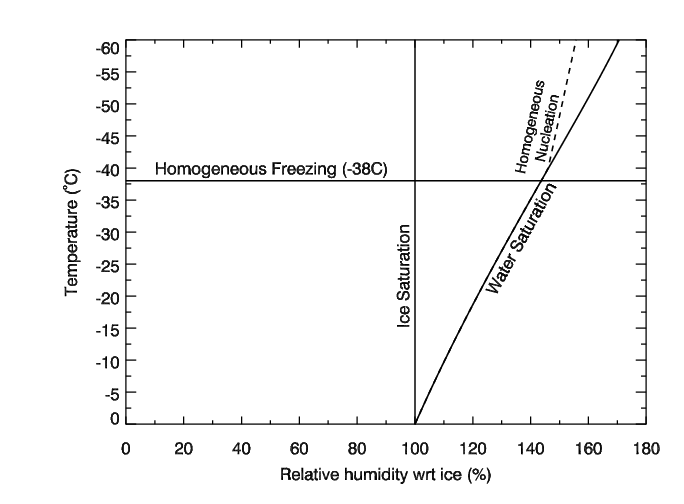 -60
-55
-50
-45
-40
-35
-30
-25
-20
-15
-10
-5
0
Temperature (°C)
Homogeneous Freezing (-38C)
Homogeneous
Nucleation
Ice Saturation
Water Saturation
0 20 40 60 80 100 120 140 160 180
Relative humidity wrt ice (%)